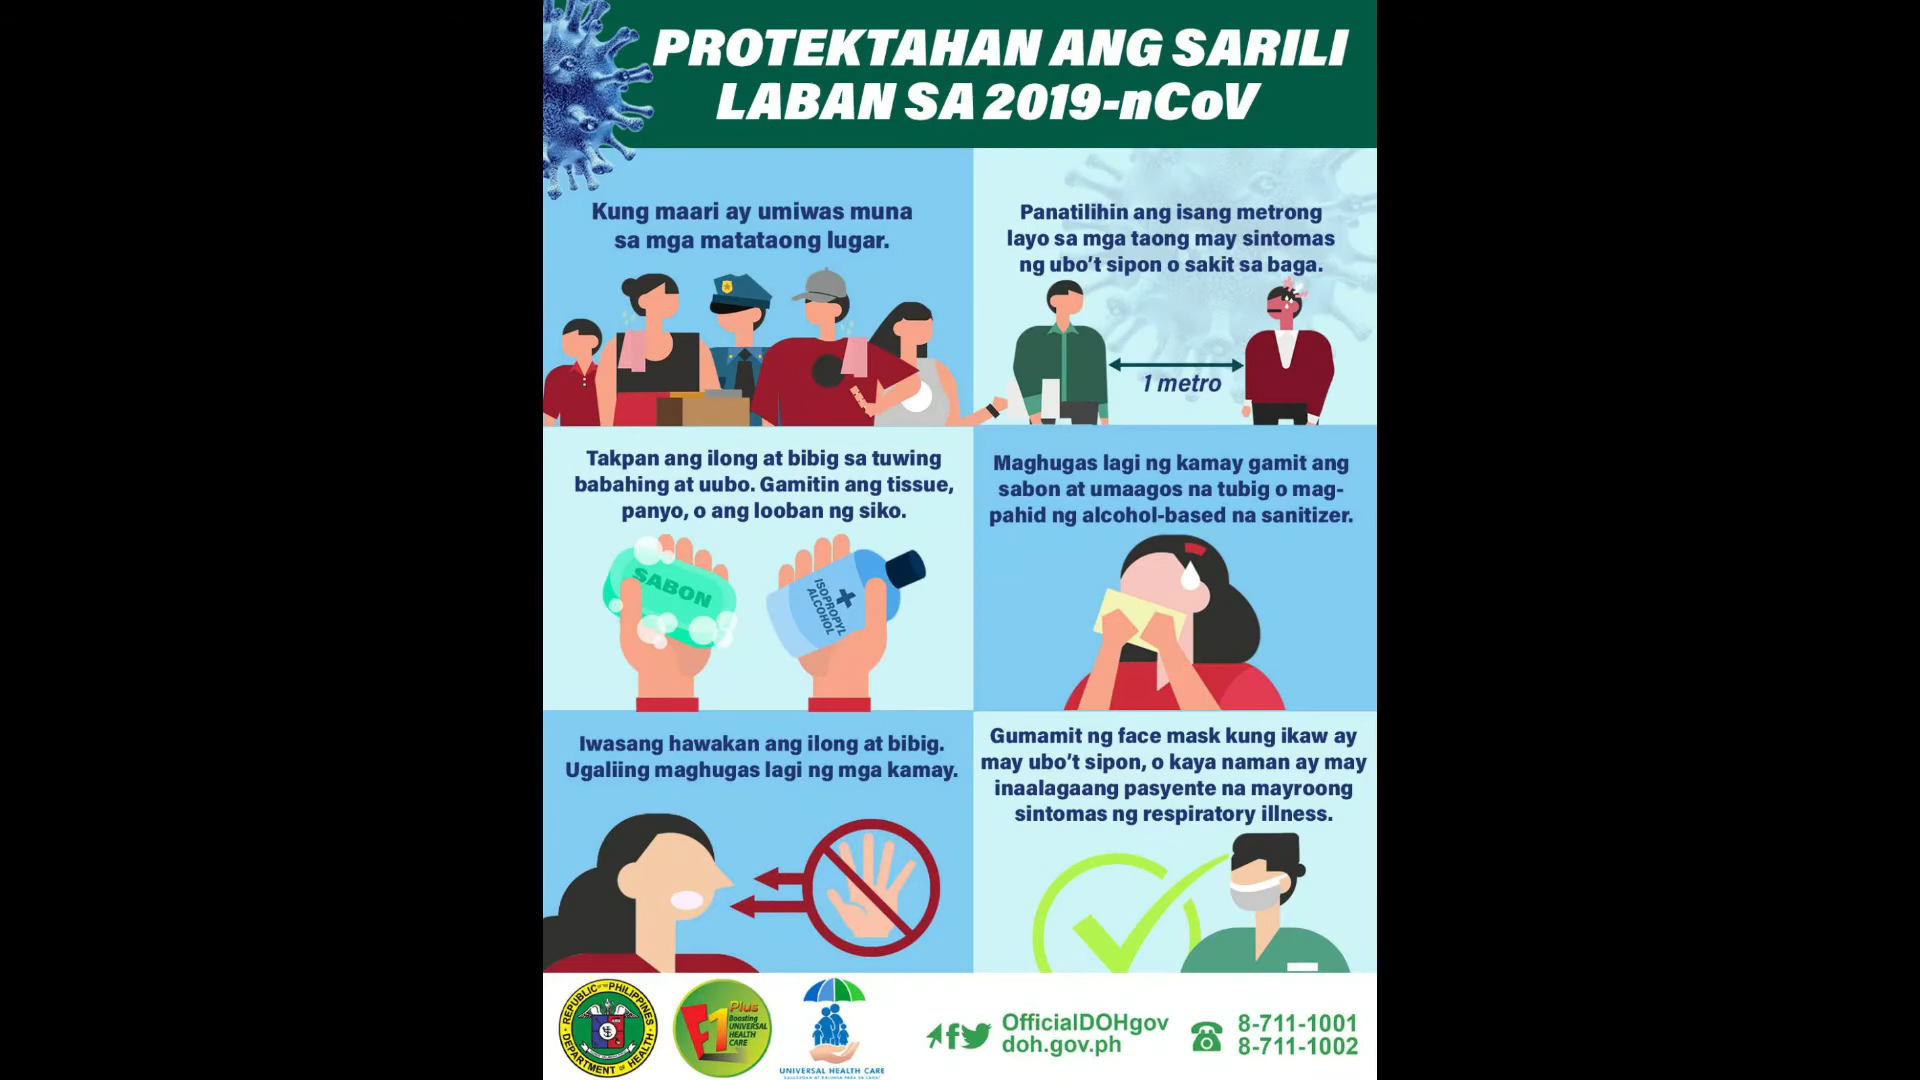 PROTEKTAHAN ANG SARILI
LABAN SA 2019-nCoV
Kung maari ay umiwas muna
sa mga matataong lugar.
Panatilihin ang isang metrong
layo sa mga taong may sintomas
ng ubo't sipon o sakit sa baga.
1 metro
Takpan ang ilong at bibig sa tuwing
babahing at uubo. Gamitin ang tissue,
panyo, o ang looban ng siko.
SABON
ISOPROPYL
ALCOHOL
Maghugas lagi ng kamay gamit ang
sabon at umaagos na tubig o mag-
pahid ng alcohol-based na sanitizer.
Iwasang hawakan ang ilong at bibig.
Ugaliing maghugas lagi ng mga kamay.
Gumamit ng face mask kung ikaw ay
may ubo't sipon, o kaya naman ay may
inaalagaang pasyente na mayroong
sintomas ng respiratory illness.
REPUBLIC OF THE PHILIPPINES
DEPARTMENT OF HEALTH
F1
Plus
Boosting
UNIVERSAL
HEALTH
CARE
UNIVERSAL HEALTH CARE
OfficialDOHgov
doh.gov.ph
8-711-1001
8-711-1002